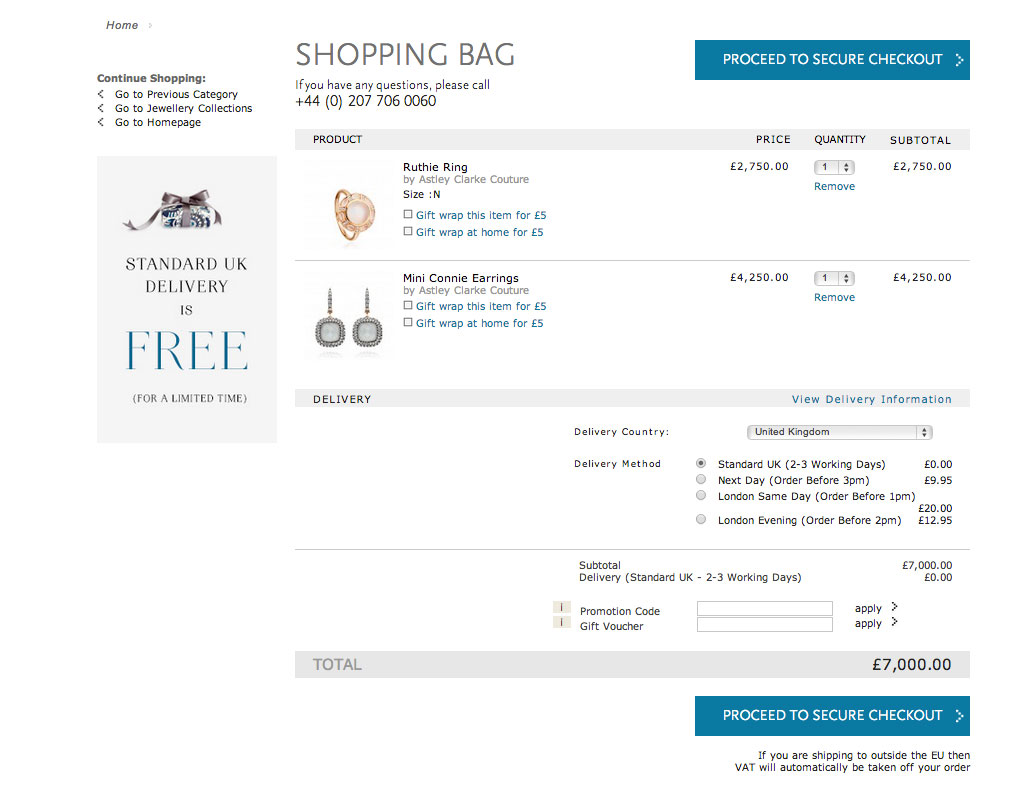 Home ›
Continue Shopping:
Go to Previous Category
Go to Jewellery Collections
Go to Homepage
STANDARD UK
DELIVERY
IS
FREE
(FOR A LIMITED TIME)
SHOPPING BAG
If you have any questions, please call
+44 (0) 207 706 0060
PROCEED TO SECURE CHECKOUT
PRODUCT PRICE QUANTITY SUBTOTAL
Ruthie Ring £2,750.00 1 £2,750.00
by Astley Clarke Couture Remove
Size :N
Gift wrap this item for £5
Gift wrap at home for £5
Mini Connie Earrings £4,250.00 1 £4,250.00
by Astley Clarke Couture Remove
Gift wrap this item for £5
Gift wrap at home for £5
DELIVERY View Delivery Information
Delivery Country: United Kingdom
Delivery Method Standard UK (2-3 Working Days) £0.00
Next Day (Order Before 3pm) £9.95
London Same Day (Order Before 1pm)
£20.00
London Evening (Order Before 2pm) £12.95
Subtotal £7,000.00
Delivery (Standard UK - 2-3 Working Days) £0.00
i Promotion Code apply
i Gift Voucher apply
TOTAL £7,000.00
PROCEED TO SECURE CHECKOUT
If you are shipping to outside the EU then
VAT will automatically be taken off your order